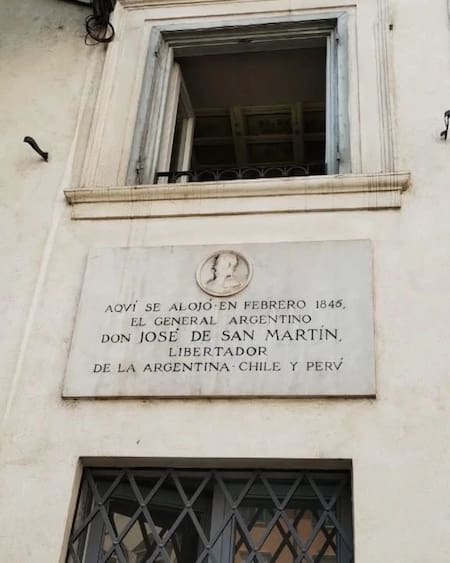 AQVÍ SE ALOJÓ EN FEBRERO 1846,
EL GENERAL ARGENTINO
DON JOSÉ DE SAN MARTÍN,
LIBERTADOR
DE LA ARGENTINA-CHILE Y PERV́